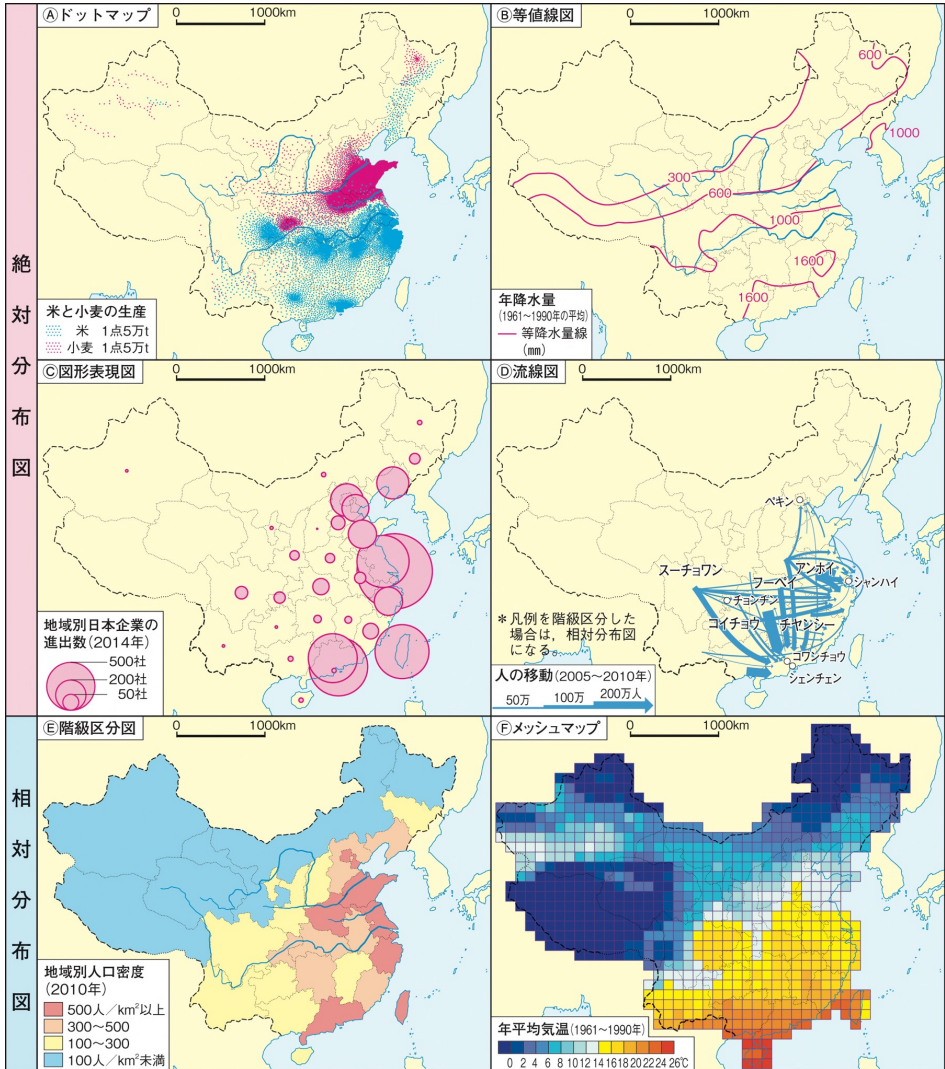 絶対分布図
Ⓐドットマップ
0 1000km
米と小麦の生産
米 1点5万t
小麦 1点5万t
Ⓑ等値線図
0 1000km
600
1000
300
600
1000
1600
1600
年降水量
(1961~1990年の平均)
等降水量線
(mm)
Ⓒ図形表現図
0 1000km
地域別日本企業の
進出数(2014年)
500社
200社
50社
Ⓓ流線図
0 1000km
ペキン
スーチョワン
アンホイ
フーペイ
シャンハイ
チョンチン
コイチョウ
チヤンシー
コワンチョウ
シェンチェン
*凡例を階級区分した
場合は,相対分布図
になる。
人の移動(2005~2010年)
50万 100万 200万人
相対分布図
Ⓔ階級区分図
0 1000km
地域別人口密度
(2010年)
500人/km²以上
300~500
100~300
100人/km²未満
Ⓕメッシュマップ
0 1000km
年平均気温(1961~1990年)
0 2 4 6 8 10 12 14 16 18 20 22 24 26℃